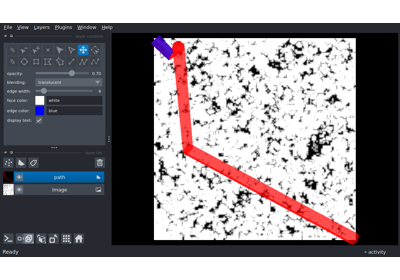 File View Layers Plugins Window Help
opacity: 0.70
blending: translucent
edge width:
face color: white
edge color: blue
display text:
path
Image
Ready
activity